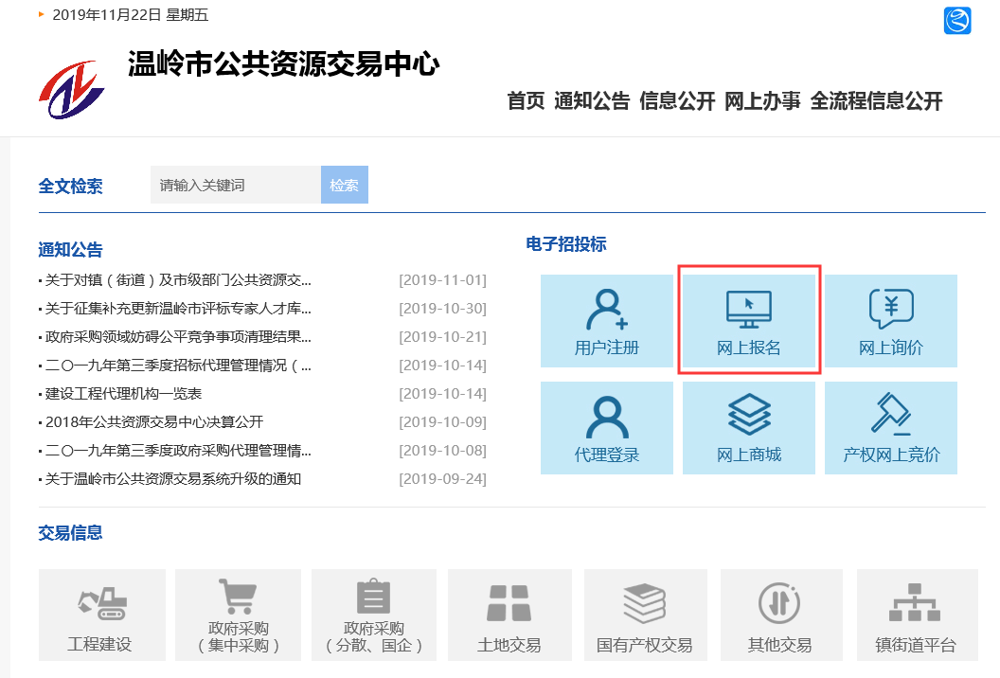 2019年11月22日 星期五
温岭市公共资源交易中心
首页 通知公告 信息公开 网上办事 全流程信息公开
全文检索
请输入关键词
检索
通知公告
关于对镇（街道）及市级部门公共资源交... [2019-11-01]
关于征集补充更新温岭市评标专家人才库... [2019-10-30]
政府采购领域妨碍公平竞争事项清理结果... [2019-10-21]
二〇一九年第三季度招标代理管理情况（... [2019-10-14]
建设工程代理机构一览表 [2019-10-14]
2018年公共资源交易中心决算公开 [2019-10-09]
二〇一九年第三季度政府采购代理管理情... [2019-10-08]
关于温岭市公共资源交易系统升级的通知 [2019-09-24]
电子招投标
用户注册
网上报名
网上询价
代理登录
网上商城
产权网上竞价
交易信息
工程建设
政府采购
（集中采购）
政府采购
（分散、国企）
土地交易
国有产权交易
其他交易
镇街道平台